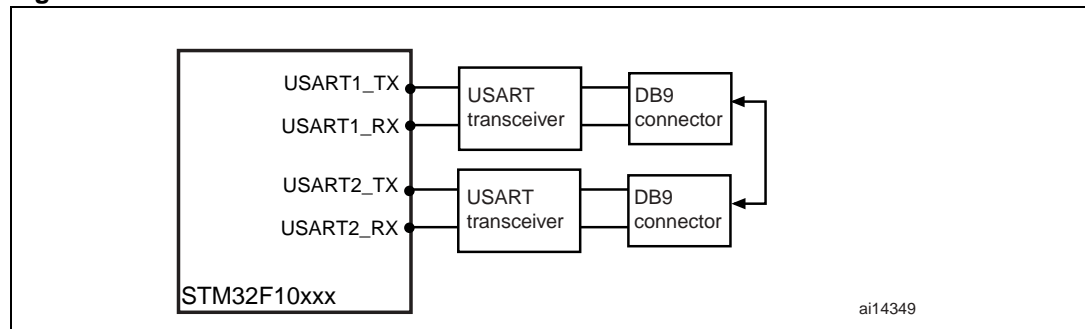 USART1_TX
USART1_RX
USART
transceiver
DB9
connector
USART2_TX
USART2_RX
USART
transceiver
DB9
connector
STM32F10xxx
ai14349